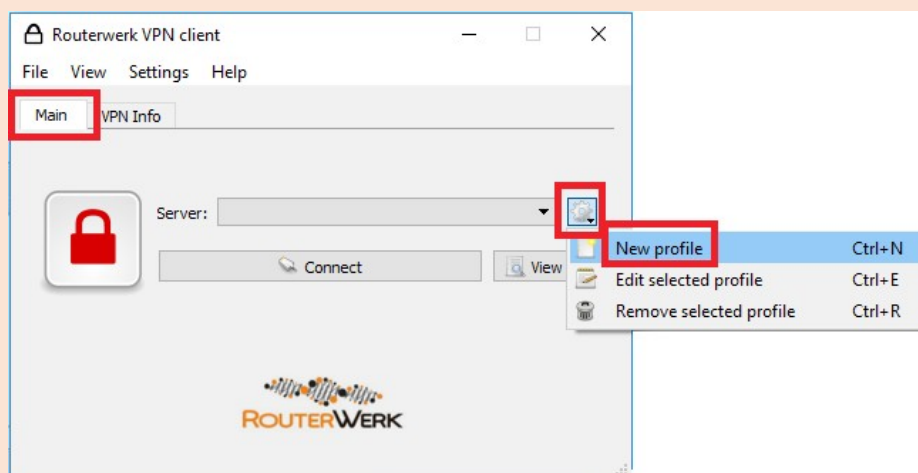 Routerwerk VPN client
File View Settings Help
Main VPN Info
Server:
New profile Ctrl+N
Connect View
Edit selected profile Ctrl+E
Remove selected profile Ctrl+R
ROUTERWERK